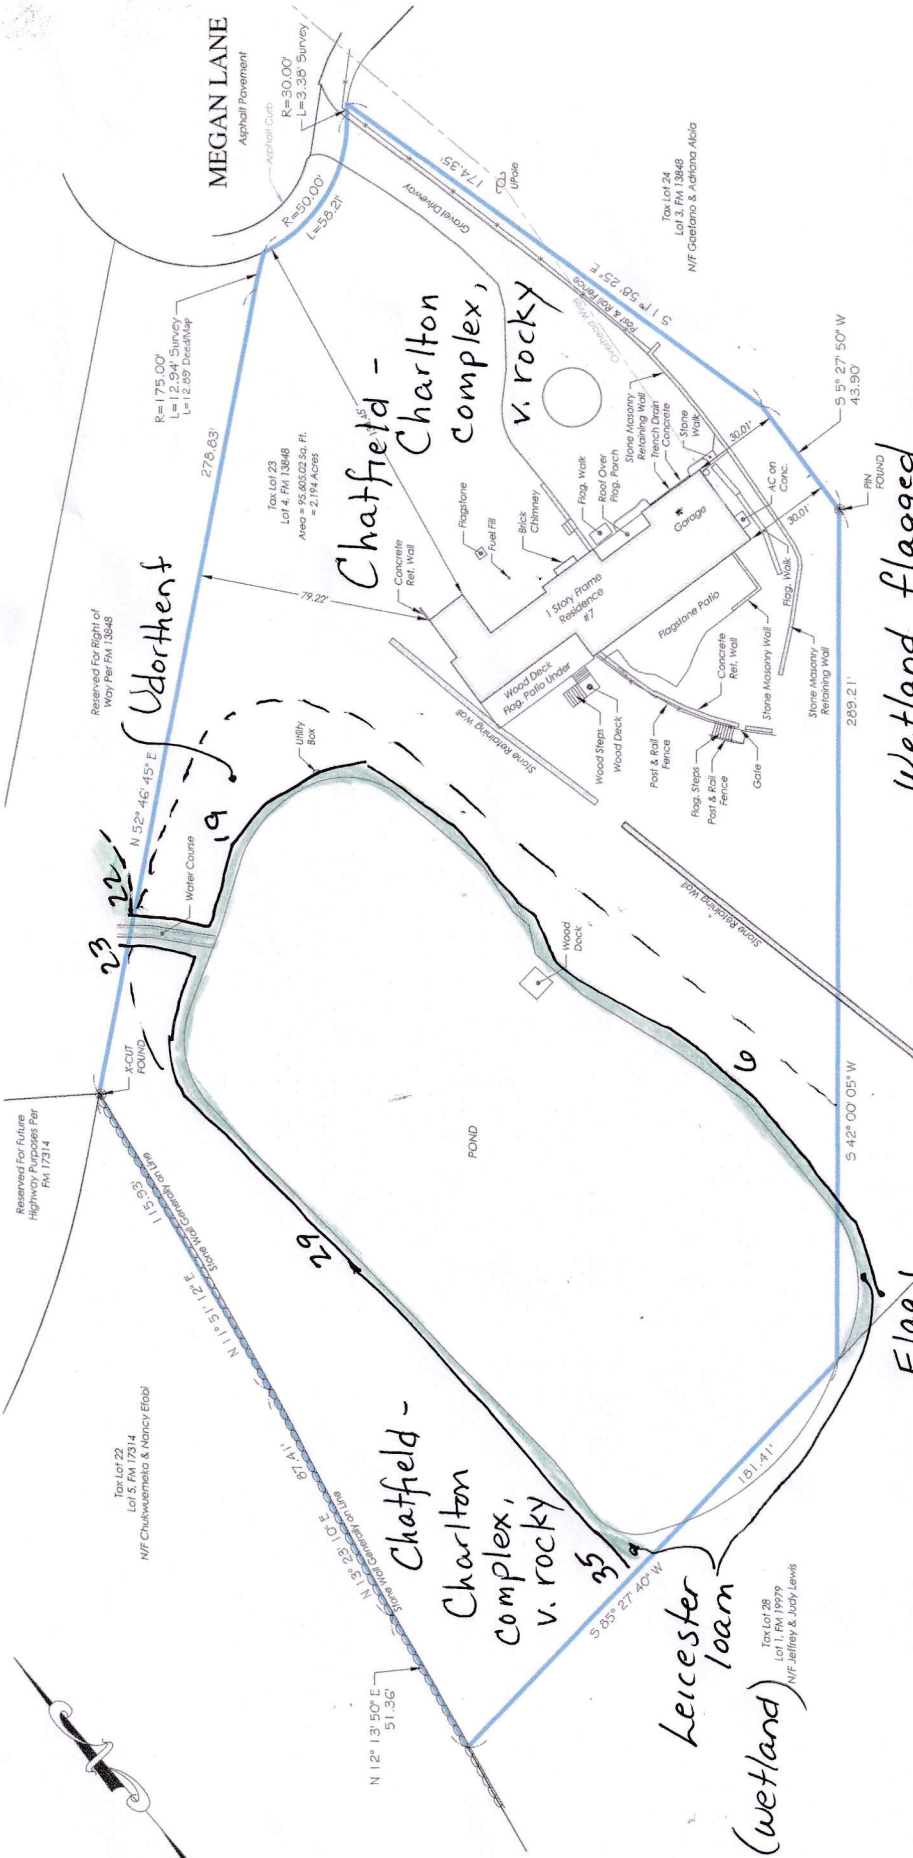 MEGAN LANE
Asphalt Pavement
Asphalt Curb
R=30.00'
L=3.38' Survey
R=50.00'
L=58.21'
R=175.00'
L=12.94' Survey
L=12.89' Deed/Map
278.83'
N 52° 46' 45" E
Tax Lot 23
Lot 4, FM 13848
Area = 95,605.02 Sq. Ft.
= 2.194 Acres
Reserved For Right of
Way Per FM 13848
Udorthent
Chatfield -
Charlton
complex,
v. rocky
Gravel Driveway
174.35'
S 11° 58' 25" E
Post & Rail Fence
Overhead Wires
UPole
Tax Lot 24
Lot 3, FM 13848
N/F Gaetano & Adriana Alola
S 5° 27' 50" W
43.90'
PIN
FOUND
30.01'
30.01'
79.22'
Concrete
Ret. Wall
Flagstone
Fuel Fill
Brick
Chimney
Flag. Walk
Roof Over
Flag. Porch
Stone Masonry
Retaining Wall
Trench Drain
Concrete
Stone
Walk
AC on
Conc.
Garage
1 Story Frame
Residence
#7
Flagstone Patio
Flag. Walk
Wood Deck
Flag. Patio Under
Wood Steps
Wood Deck
Post & Rail
Fence
Flag. Steps
Post & Rail
Fence
Gate
Concrete
Ret. Wall
Stone Masonry Wall
Stone Masonry
Retaining Wall
Stone Retaining Wall
Stone Retaining Wall
289.21'
S 42° 00' 05" W
Utility
Box
Water Course
19
22
23
X-CUT
FOUND
Reserved For Future
Highway Purposes Per
FM 17314
115.93'
N 11° 51' 12" E
Stone Wall Generally on Line
Wood
Dock
6
POND
29
Tax Lot 22
Lot 5, FM 17314
N/F Chukwuemeka & Nancy Efobi
87.41'
N 13° 23' 10" E
Stone Wall Generally on Line
Chatfield -
Charlton
complex,
v. rocky
35
N 12° 13' 50" E
51.36'
181.41'
S 85° 27' 40" W
Leicester
loam
(wetland)
Tax Lot 28
Lot 1, FM 19979
N/F Jeffrey & Judy Lewis
Wetland flagged